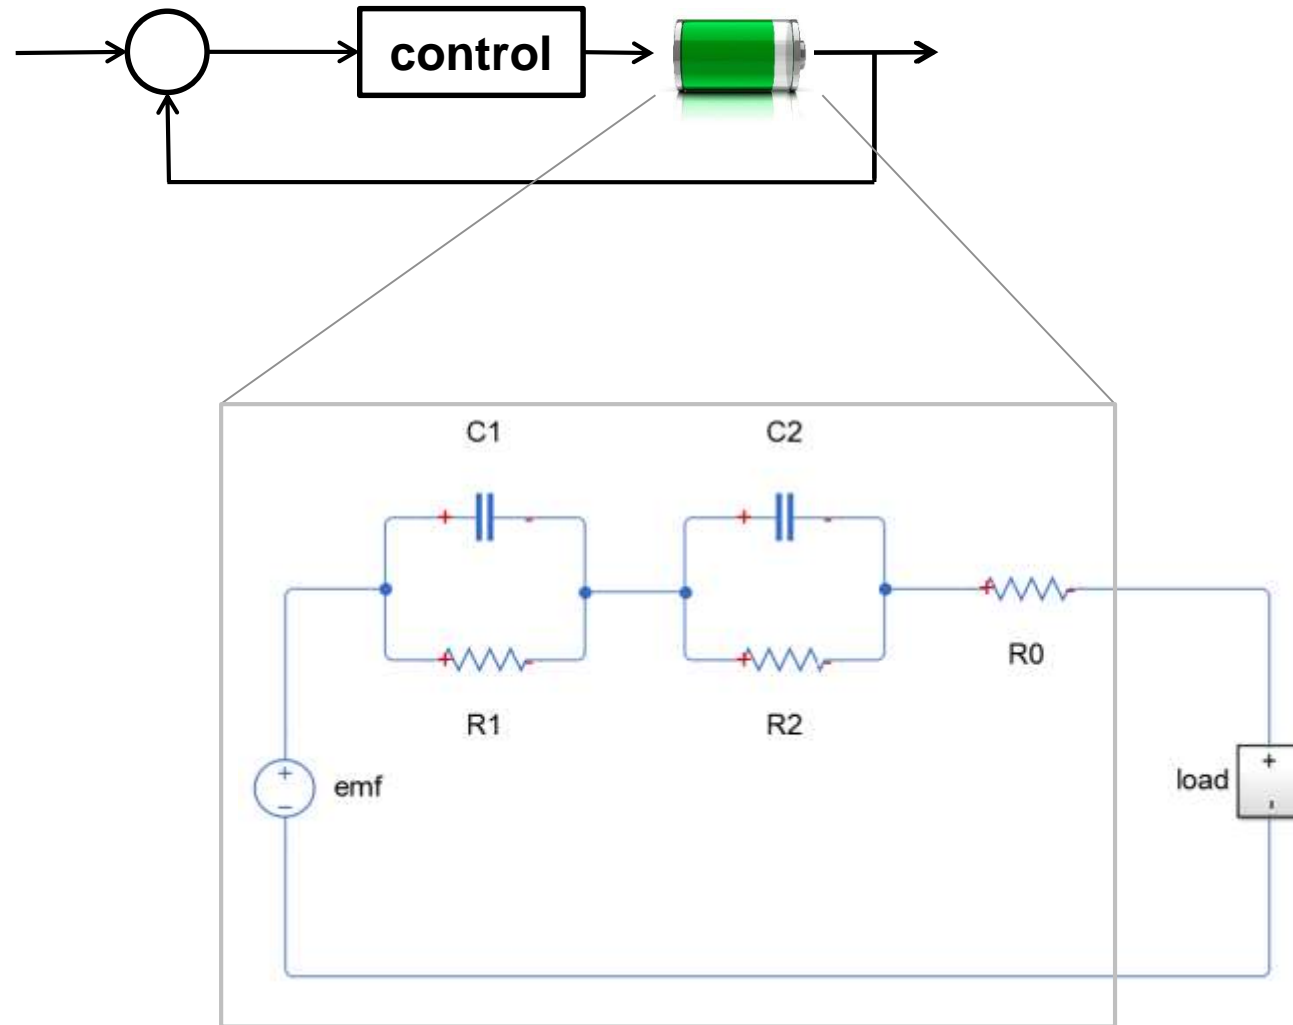 control
C1
C2
+ - + -
+ -
R0
+ - + -
R1
R2
+
-
emf
load
+
-